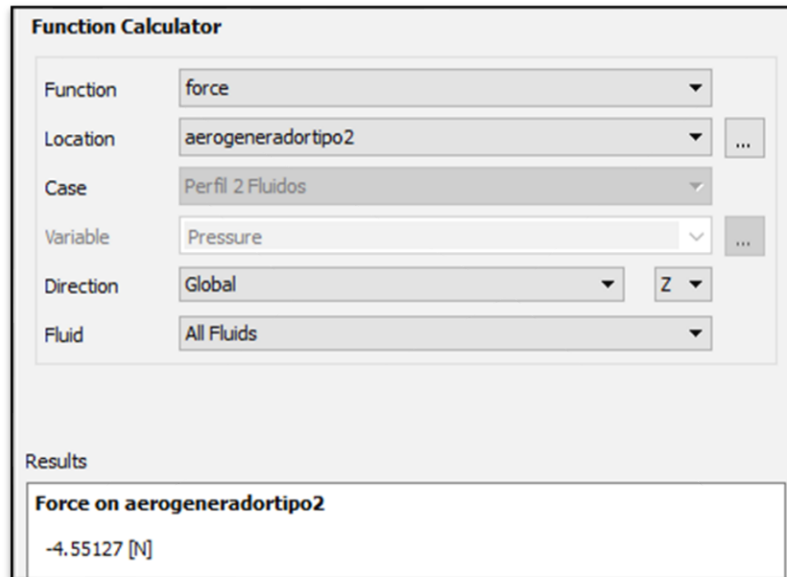 Function Calculator
Function force
Location aerogeneradortipo2 ...
Case Perfil 2 Fluidos
Variable Pressure ...
Direction Global Z
Fluid All Fluids
Results
Force on aerogeneradortipo2
-4.55127 [N]